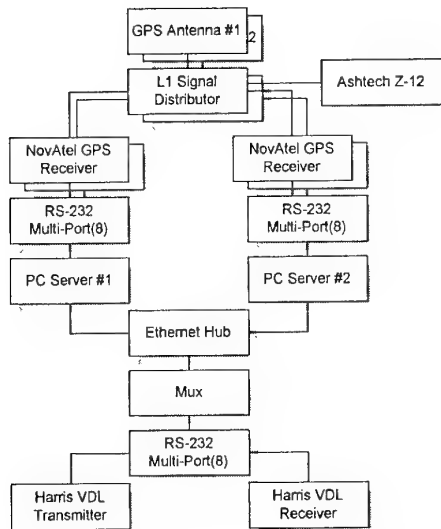 GPS Antenna #1
2
L1 Signal
Distributor
Ashtech Z-12
NovAtel GPS
Receiver
NovAtel GPS
Receiver
RS-232
Multi-Port(8)
RS-232
Multi-Port(8)
PC Server #1
PC Server #2
Ethernet Hub
Mux
RS-232
Multi-Port(8)
Harris VDL
Transmitter
Harris VDL
Receiver